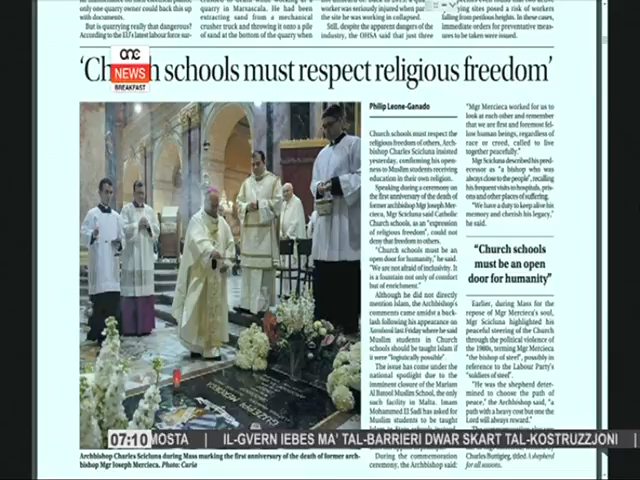 only quarry owner could back this up with documents.
But is quarrying really that dangerous?
According to the EU's latest labour force sur-
quarry in Marsascala. He had been
extracting sand from a mechanical
crusher truck and throwing it onto a pile
of sand at the bottom of the quarry when
worker was seriously injured when part
of the site he was working in collapsed.
Still, despite the apparent dangers of the
industry, the OHSA said that just three
sites posed a risk of workers
falling from perilous heights. In these cases,
immediate orders for preventative meas-
ures to be taken were issued.
one
NEWS
BREAKFAST
'Church schools must respect religious freedom'
Philip Leone-Ganado
Church schools must respect the
religious freedom of others, Arch-
bishop Charles Scicluna insisted
yesterday, confirming his open-
ness to Muslim students receiving
education in their own religion.
Speaking during a ceremony on
the first anniversary of the death of
former archbishop Mgr Joseph Mer-
cieca, Mgr Scicluna said Catholic
Church schools, as an "expression
of religious freedom", could not
deny that freedom to others.
"Church schools must be an
open door for humanity," he said.
"We are not afraid of inclusivity. It
is a fountain not only of comfort
but of enrichment."
Although he did not directly
mention Islam, the Archbishop's
comments came amidst a back-
lash following his appearance on
last Friday where he said
Muslim students in Church
schools should be taught Islam if
it were "logistically possible".
The issue has come under the
national spotlight due to the
imminent closure of the Mariam
Al Batool Muslim School, the only
such facility in Malta. Imam
Mohammed El Sadi has asked for
Muslim students to be taught
During the commemoration
ceremony, the Archbishop said:
"Mgr Mercieca worked for us to
look at each other and remember
that we are first and foremost fel-
low human beings, regardless of
race or creed, called to live
together peacefully."
Mgr Scicluna described his pred-
ecessor as "a bishop who was
always close to the people", recalling
his frequent visits to hospitals, pris-
ons and other places of suffering.
"We have a duty to keep alive his
memory and cherish his legacy,"
he said.
"Church schools
must be an open
door for humanity"
Earlier, during Mass for the
repose of Mgr Mercieca's soul,
Mgr Scicluna highlighted his
peaceful steering of the Church
through the political violence of
the 1980s, terming Mgr Mercieca
"the bishop of steel", possibly in
reference to the Labour Party's
"soldiers of steel".
"He was the shepherd deter-
mined to choose the path of
peace," the Archbishop said, "a
path with a heavy cost but one the
Lord will always reward."
Charles Buttigieg, titled A shepherd
for all seasons.
07:10 MOSTA | IL-GVERN IEBES MA' TAL-BARRIERI DWAR SKART TAL-KOSTRUZZJONI |
Archbishop Charles Scicluna during Mass marking the first anniversary of the death of former arch-
bishop Mgr Joseph Mercieca. Photo: Curia